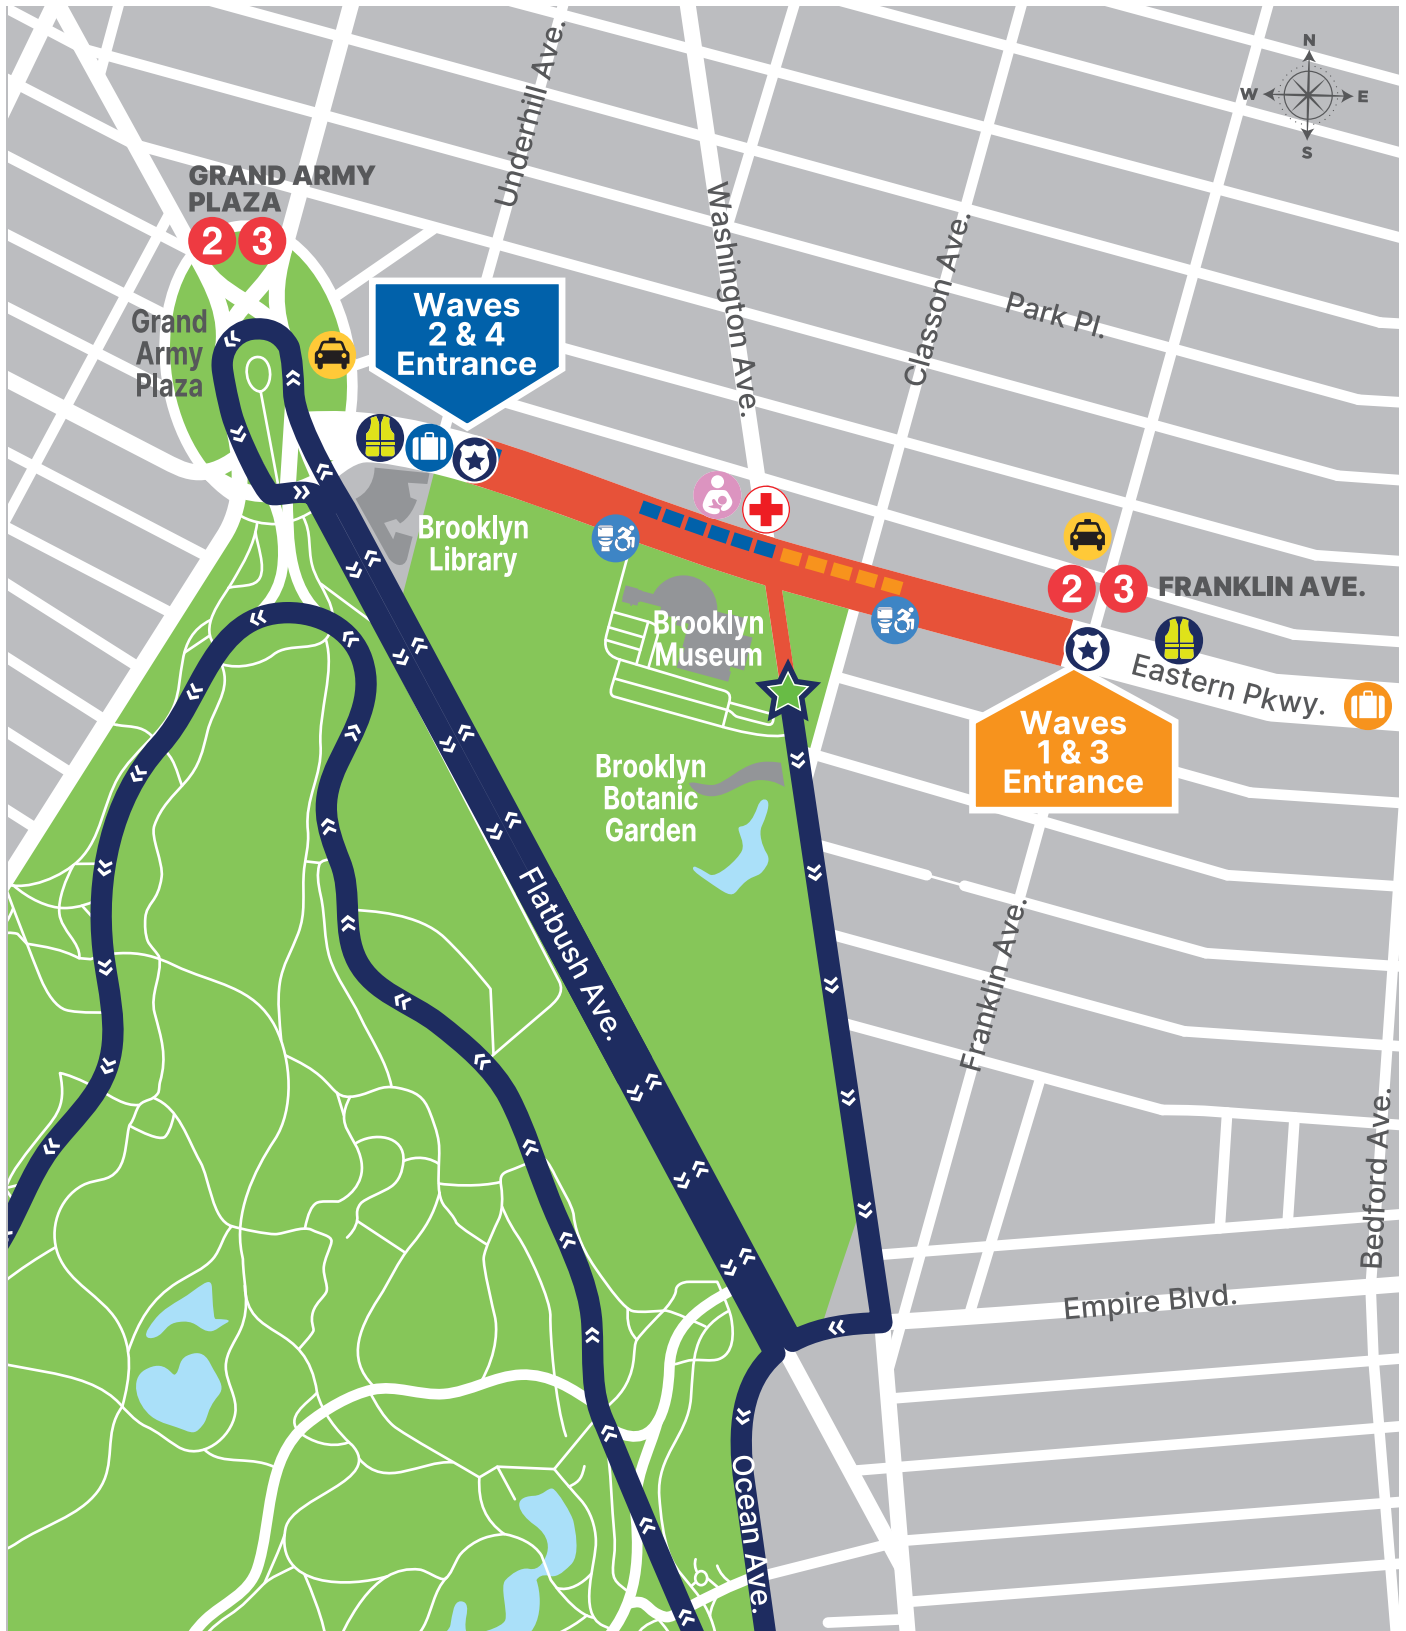 N
W
E
S
Underhill Ave.
GRAND ARMY
PLAZA
2 3
Washington Ave.
Classon Ave.
Park Pl.
Grand
Army
Plaza
Waves
2 & 4
Entrance
Brooklyn
Library
2 3
FRANKLIN AVE.
Brooklyn
Museum
Eastern Pkwy.
Waves
1 & 3
Entrance
Brooklyn
Botanic
Garden
Flatbush Ave.
Franklin Ave.
Bedford Ave.
Empire Blvd.
Ocean Ave.